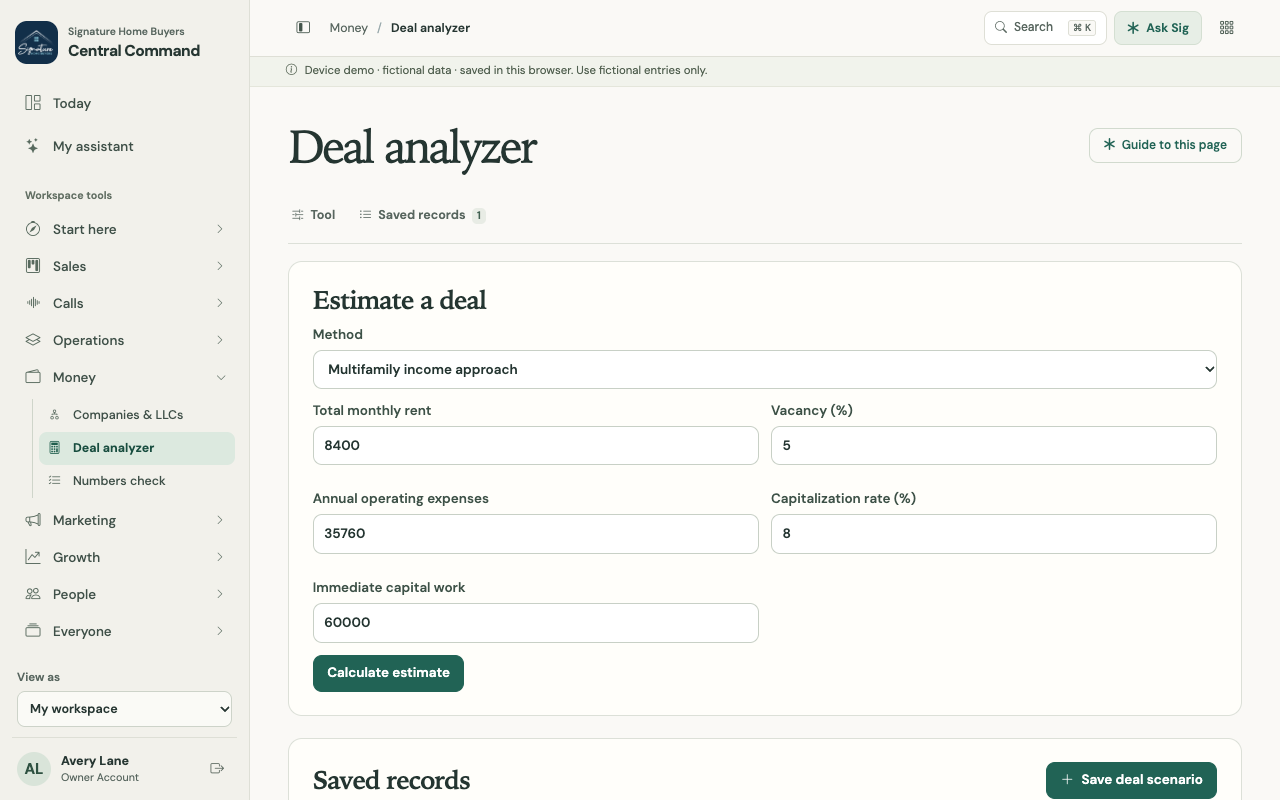 Signature Home Buyers
Central Command
Signature
Today
My assistant
Workspace tools
Start here
Sales
Calls
Operations
Money
Companies & LLCs
Deal analyzer
Numbers check
Marketing
Growth
People
Everyone
View as
My workspace
AL
Avery Lane
Owner Account
Money / Deal analyzer
Search ⌘ K
Ask Sig
Device demo · fictional data · saved in this browser. Use fictional entries only.
Deal analyzer
Guide to this page
Tool
Saved records 1
Estimate a deal
Method
Multifamily income approach
Total monthly rent
8400
Vacancy (%)
5
Annual operating expenses
35760
Capitalization rate (%)
8
Immediate capital work
60000
Calculate estimate
Saved records
+ Save deal scenario